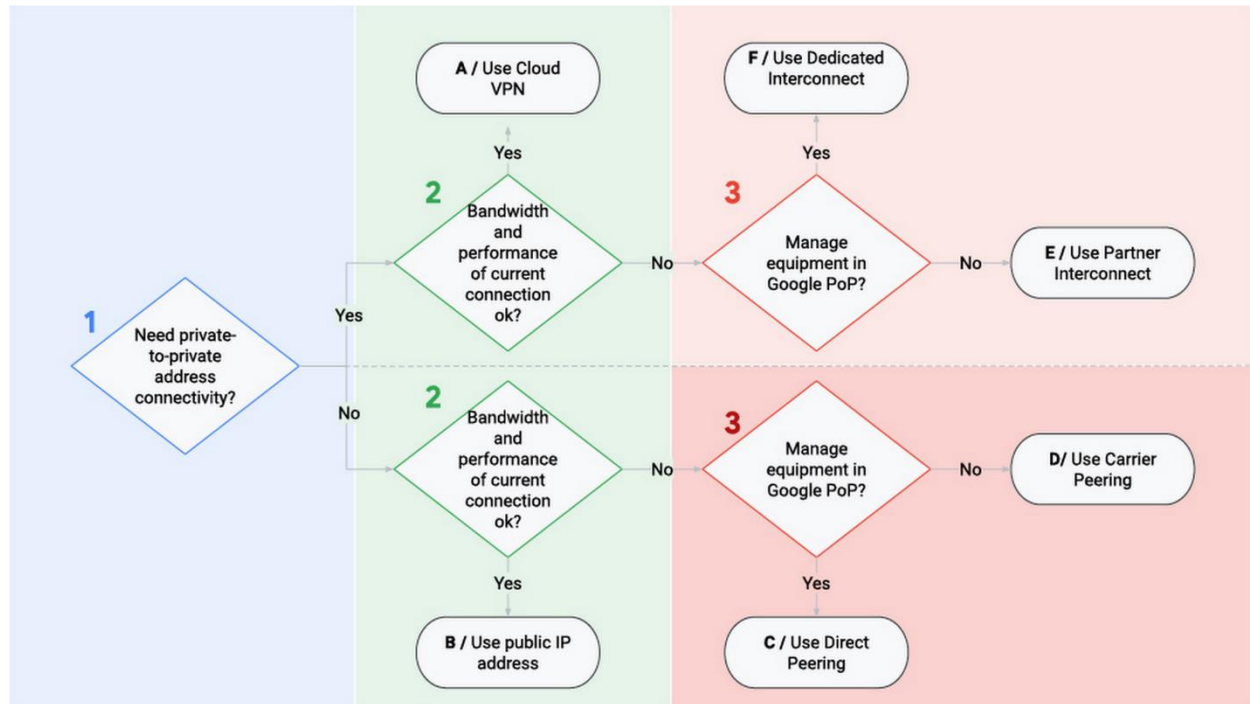 A / Use Cloud
VPN
F / Use Dedicated
Interconnect
Yes
Yes
2
Bandwidth
and
performance
of current
connection
ok?
No
3
Manage
equipment in
Google PoP?
No
E / Use Partner
Interconnect
1
Need private-
to-private
address
connectivity?
Yes
No
2
Bandwidth
and
performance
of current
connection
ok?
No
3
Manage
equipment in
Google PoP?
No
D/ Use Carrier
Peering
Yes
Yes
B / Use public IP
address
C / Use Direct
Peering